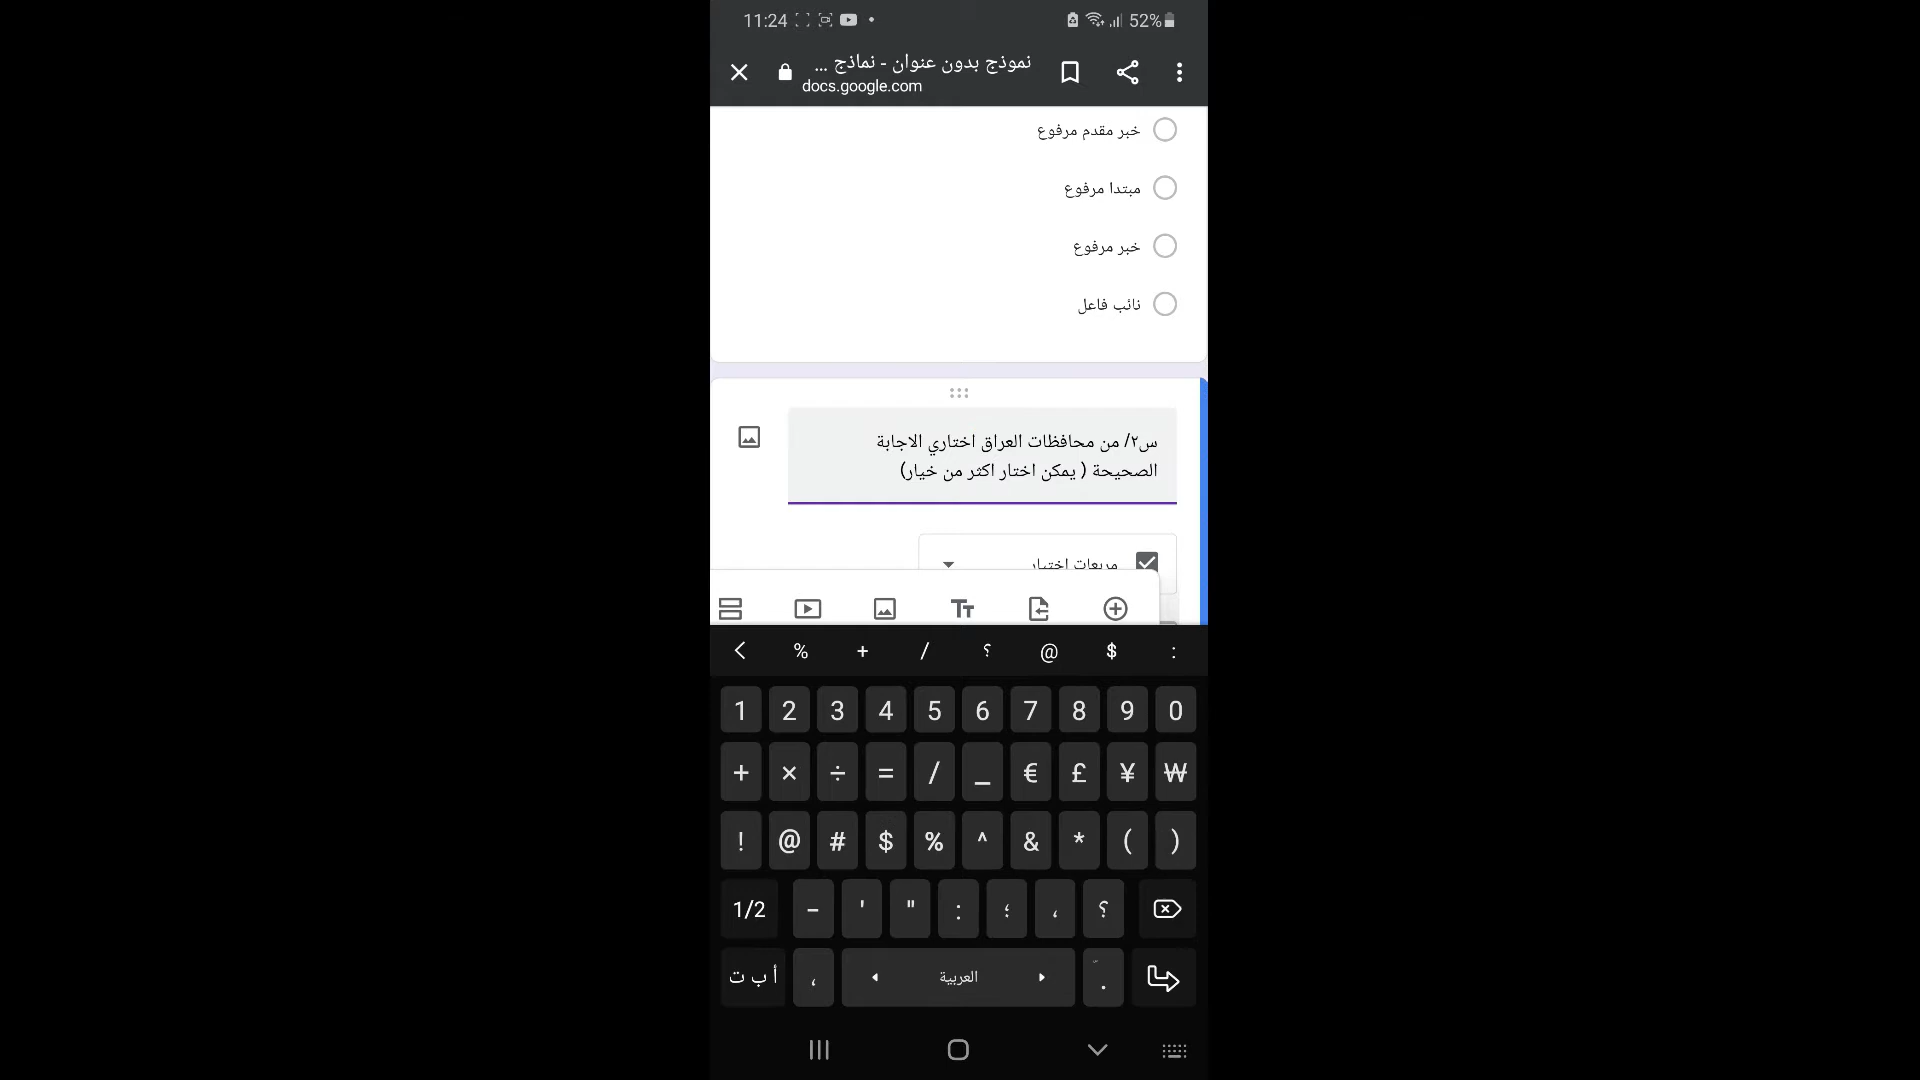 11:24
52%
نموذج بدون عنوان - نماذج ...
docs.google.com
خبر مقدم مرفوع
مبتدا مرفوع
خبر مرفوع
نائب فاعل
س٢/ من محافظات العراق اختاري الاجابة
الصحيحة ( يمكن اختار اكثر من خيار)
مربعات اختيار
% + / ؟ @ $ :
1 2 3 4 5 6 7 8 9 0
+ × ÷ = / _ € £ ¥ ₩
! @ # $ % ^ & * ( )
1/2 - ' " : ؛ ، ؟
أ ب ت ، العربية .